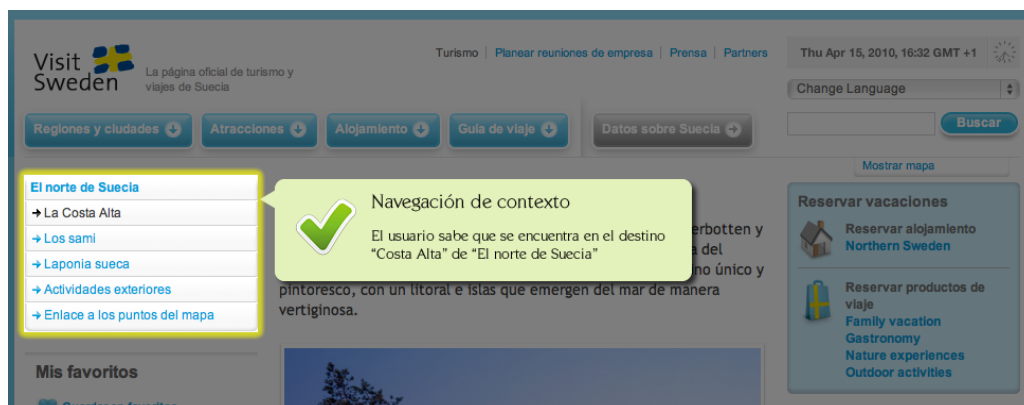 Visit
Sweden
La página oficial de turismo y
viajes de Suecia
Turismo | Planear reuniones de empresa | Prensa | Partners
Thu Apr 15, 2010, 16:32 GMT +1
Change Language
Regiones y ciudades
Atracciones
Alojamiento
Guía de viaje
Datos sobre Suecia
Buscar
Mostrar mapa
El norte de Suecia
La Costa Alta
Los sami
Laponia sueca
Actividades exteriores
Enlace a los puntos del mapa
Navegación de contexto
El usuario sabe que se encuentra en el destino
“Costa Alta” de “El norte de Suecia”
erbotten y
del
no único y
pintoresco, con un litoral e islas que emergen del mar de manera
vertiginosa.
Reservar vacaciones
Reservar alojamiento
Northern Sweden
Reservar productos de
viaje
Family vacation
Gastronomy
Nature experiences
Outdoor activities
Mis favoritos